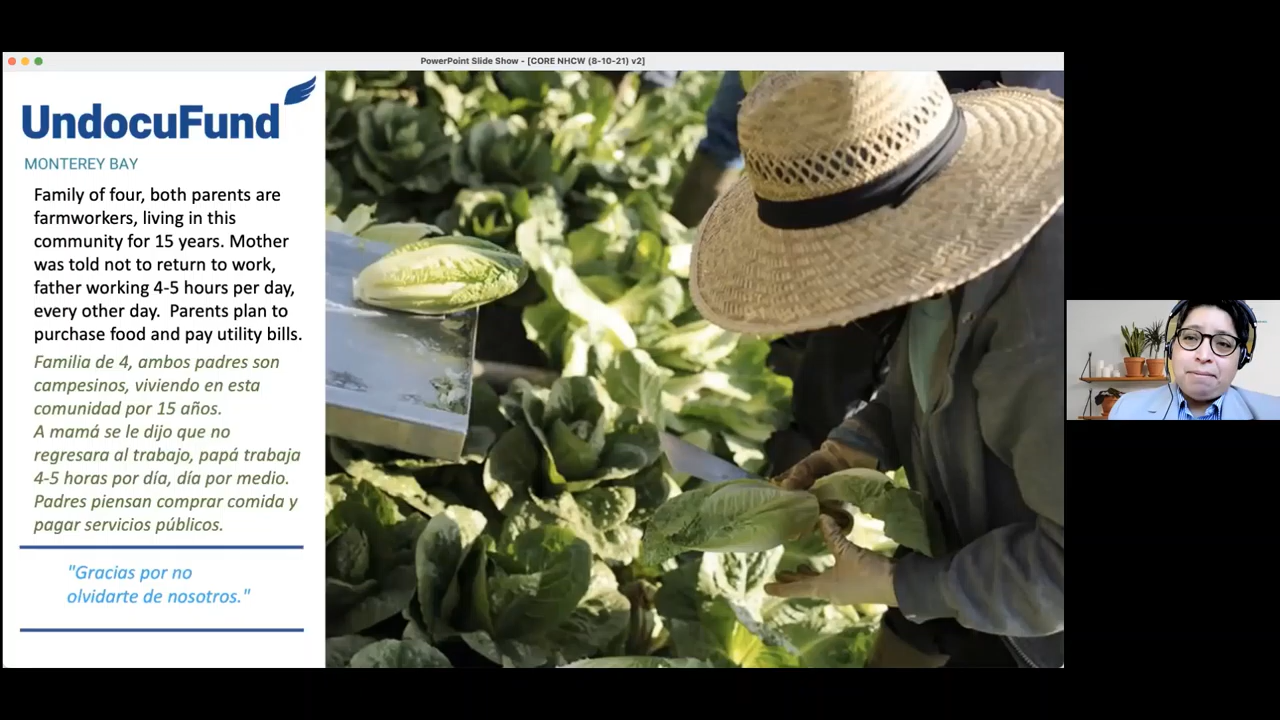 PowerPoint Slide Show - [CORE NHCW (8-10-21) v2]
UndocuFund
MONTEREY BAY
Family of four, both parents are
farmworkers, living in this
community for 15 years. Mother
was told not to return to work,
father working 4-5 hours per day,
every other day.  Parents plan to
purchase food and pay utility bills.
Familia de 4, ambos padres son
campesinos, viviendo en esta
comunidad por 15 años.
A mamá se le dijo que no
regresara al trabajo, papá trabaja
4-5 horas por día, día por medio.
Padres piensan comprar comida y
pagar servicios públicos.
"Gracias por no
olvidarte de nosotros."